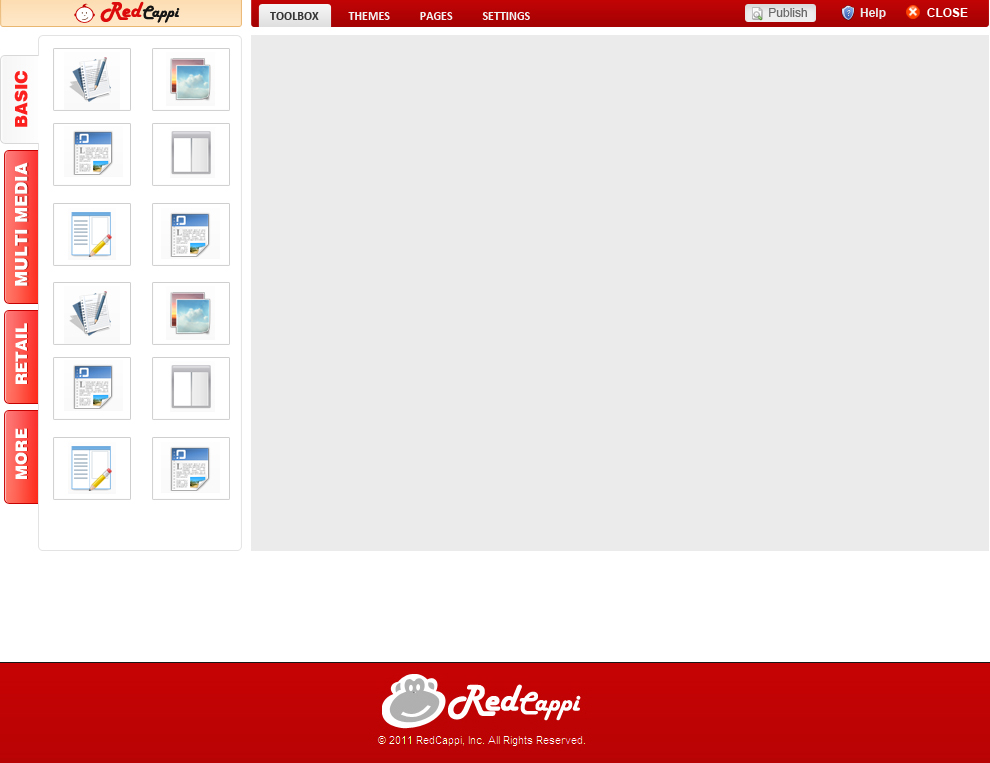 RedCappi
TOOLBOX THEMES PAGES SETTINGS Publish Help CLOSE
BASIC
MULTI MEDIA
RETAIL
MORE
RedCappi
© 2011 RedCappi, Inc. All Rights Reserved.